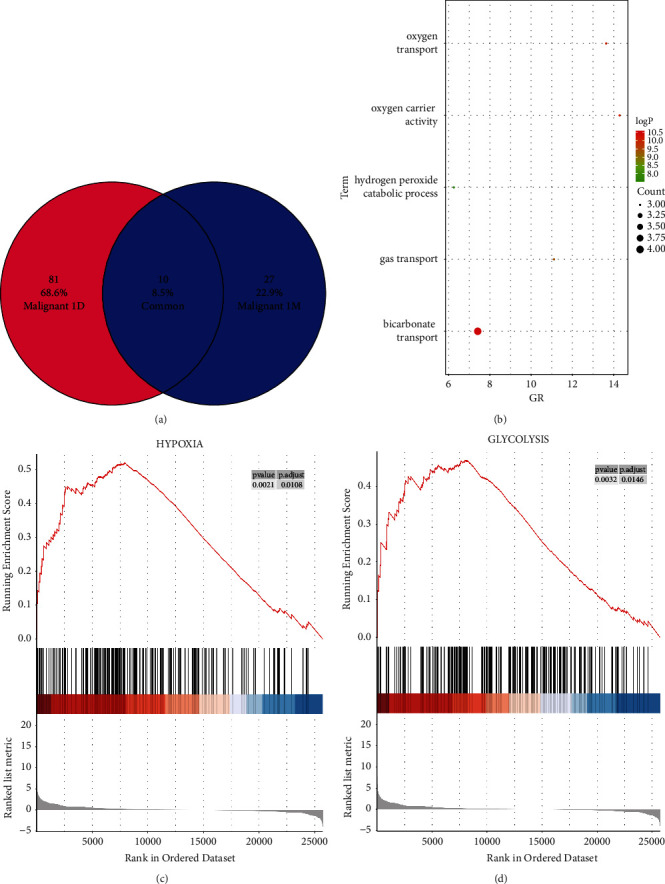 81
68.6%
Malignant 1D
10
8.5%
Common
27
22.9%
Malignant 1M
(a)
oxygen
transport
oxygen carrier
activity
hydrogen peroxide
catabolic process
gas transport
bicarbonate
transport
Term
6 8 10 12 14
GR
logP
10.5
10.0
9.5
9.0
8.5
8.0
Count
3.00
3.25
3.50
3.75
4.00
(b)
HYPOXIA
pvalue p.adjust
0.0021 0.0108
Running Enrichment Score
0.5
0.4
0.3
0.2
0.1
0.0
Ranked list metric
20
15
10
5
0
−5
5000 10000 15000 20000 25000
Rank in Ordered Dataset
(c)
GLYCOLYSIS
pvalue p.adjust
0.0032 0.0146
Running Enrichment Score
0.4
0.3
0.2
0.1
0.0
Ranked list metric
20
15
10
5
0
−5
5000 10000 15000 20000 25000
Rank in Ordered Dataset
(d)